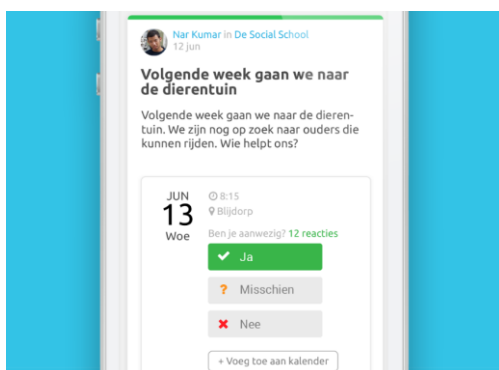 Nar Kumar in De Social School
12 jun
Volgende week gaan we naar
de dierentuin
Volgende week gaan we naar de dieren-
tuin. We zijn nog op zoek naar ouders die
kunnen rijden. Wie helpt ons?
JUN
13
Woe
8:15
Blijdorp
Ben je aanwezig? 12 reacties
Ja
? Misschien
Nee
+ Voeg toe aan kalender